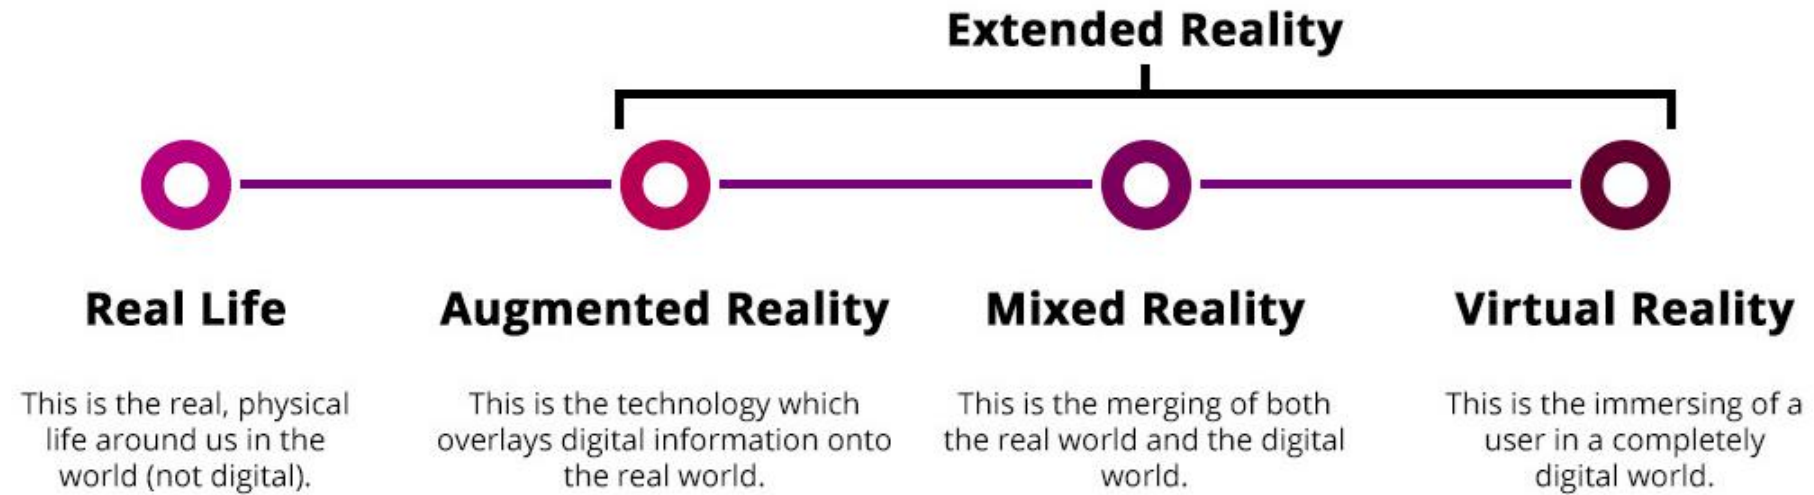 Extended Reality
Real Life
This is the real, physical
life around us in the
world (not digital).
Augmented Reality
This is the technology which
overlays digital information onto
the real world.
Mixed Reality
This is the merging of both
the real world and the digital
world.
Virtual Reality
This is the immersing of a
user in a completely
digital world.